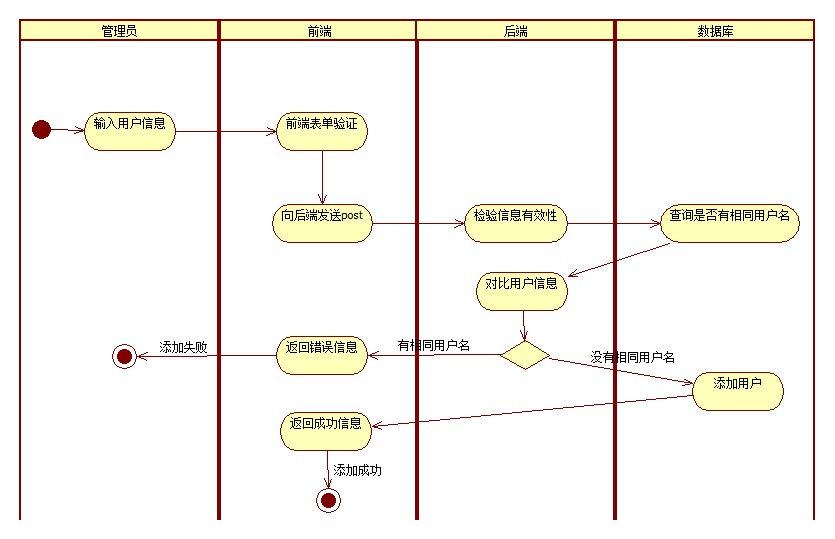 管理员
前端
后端
数据库
输入用户信息
前端表单验证
向后端发送post
检验信息有效性
查询是否有相同用户名
对比用户信息
添加失败
返回错误信息
有相同用户名
没有相同用户名
添加用户
返回成功信息
添加成功